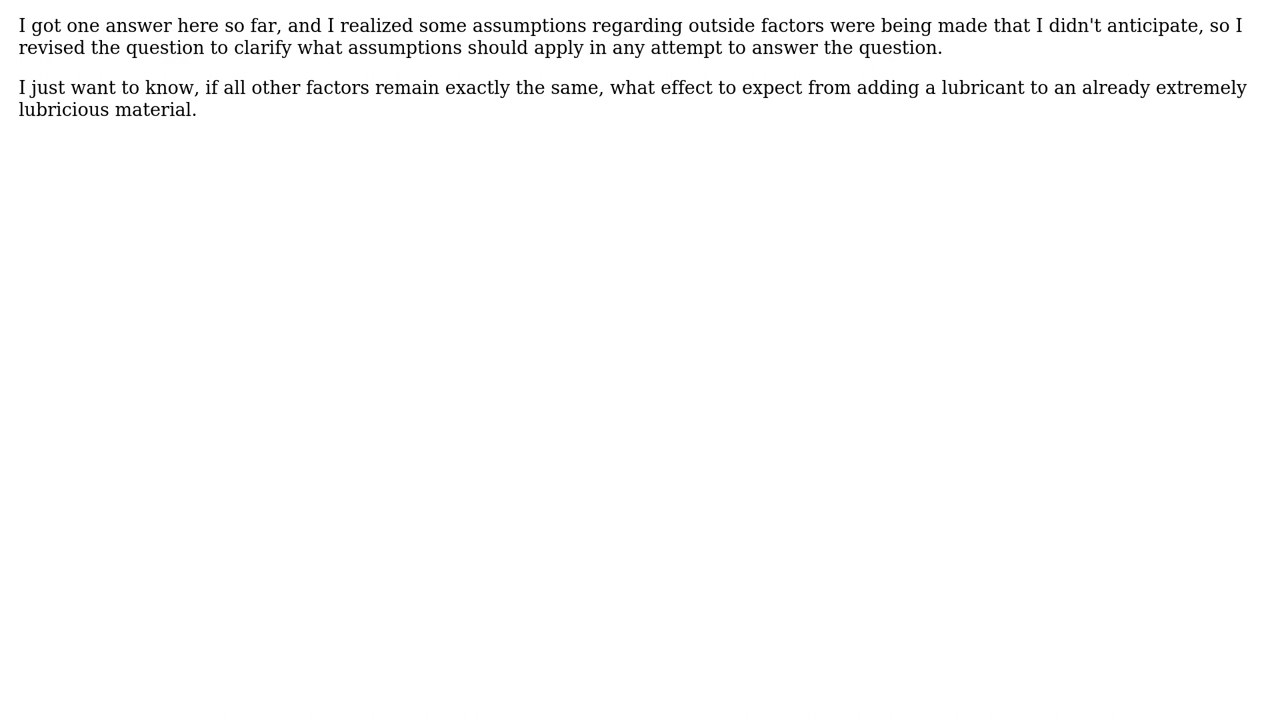 I got one answer here so far, and I realized some assumptions regarding outside factors were being made that I didn't anticipate, so I
revised the question to clarify what assumptions should apply in any attempt to answer the question.
I just want to know, if all other factors remain exactly the same, what effect to expect from adding a lubricant to an already extremely
lubricious material.